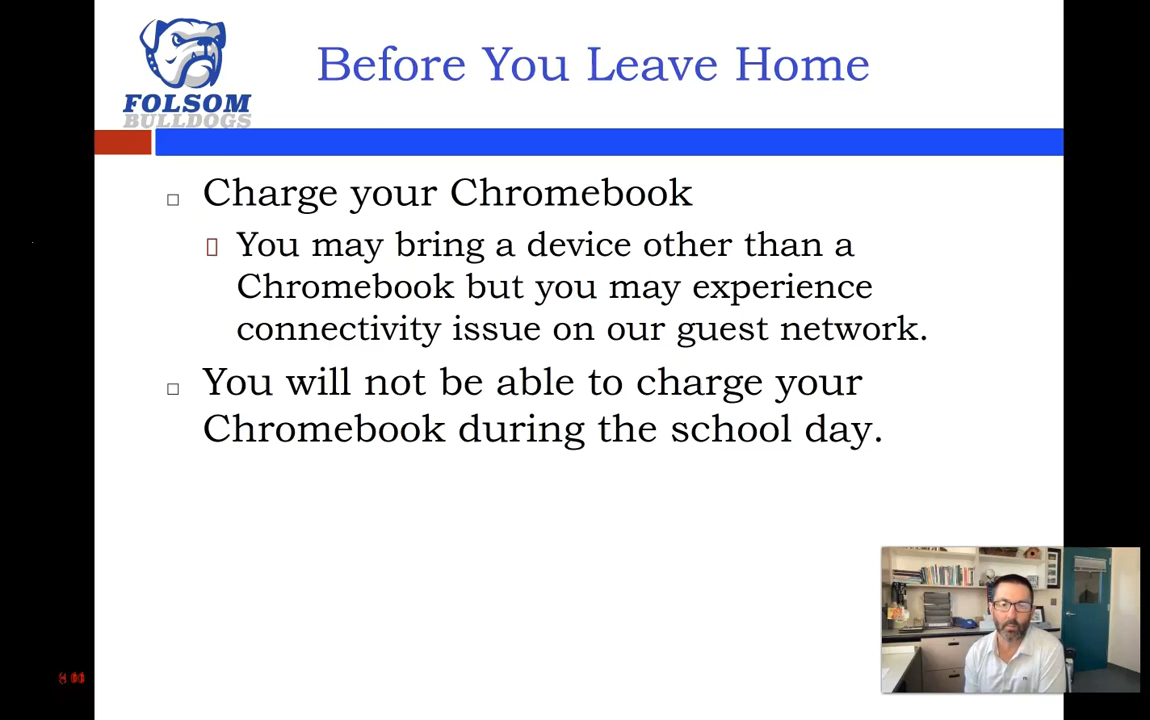 Before You Leave Home
FOLSOM
BULLDOGS
Charge your Chromebook
You may bring a device other than a
Chromebook but you may experience
connectivity issue on our guest network.
You will not be able to charge your
Chromebook during the school day.